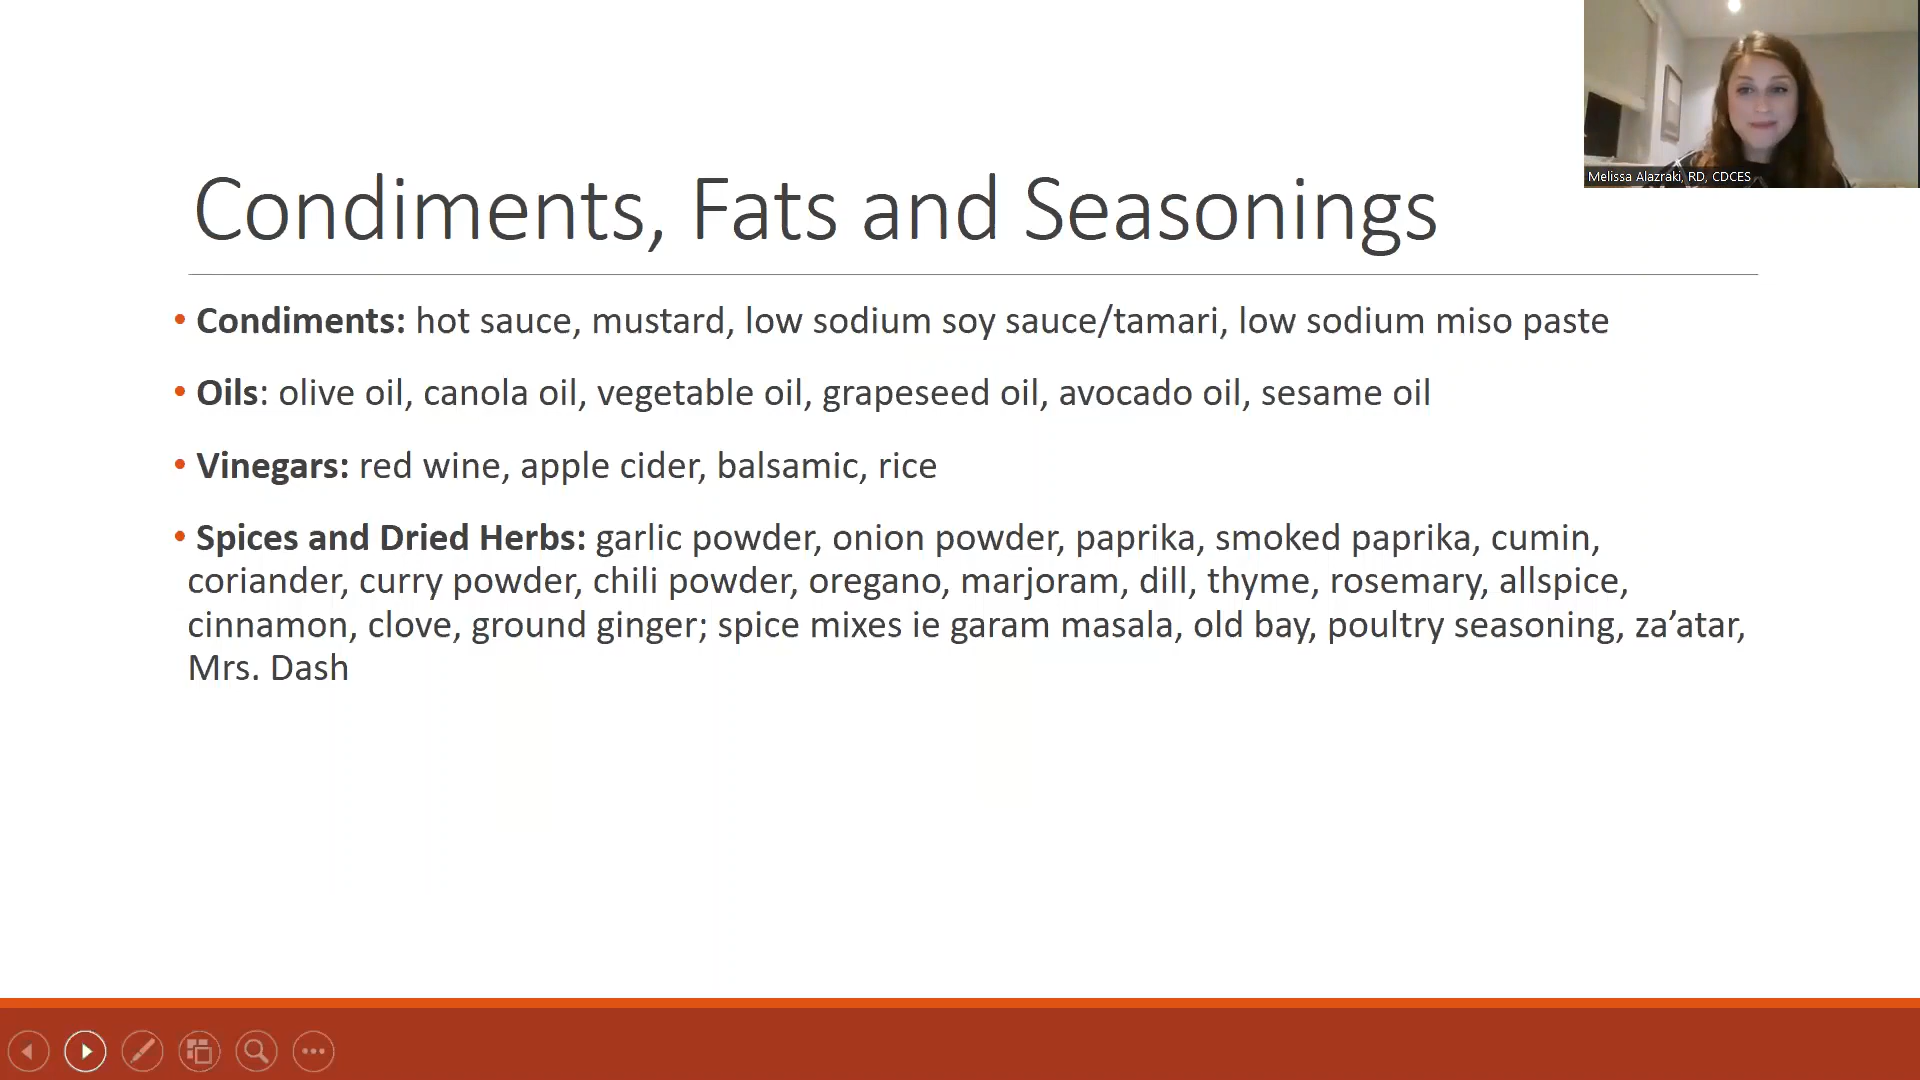 Melissa Alazraki, RD, CDCES
Condiments, Fats and Seasonings
• Condiments: hot sauce, mustard, low sodium soy sauce/tamari, low sodium miso paste
• Oils: olive oil, canola oil, vegetable oil, grapeseed oil, avocado oil, sesame oil
• Vinegars: red wine, apple cider, balsamic, rice
• Spices and Dried Herbs: garlic powder, onion powder, paprika, smoked paprika, cumin,
coriander, curry powder, chili powder, oregano, marjoram, dill, thyme, rosemary, allspice,
cinnamon, clove, ground ginger; spice mixes ie garam masala, old bay, poultry seasoning, za’atar,
Mrs. Dash